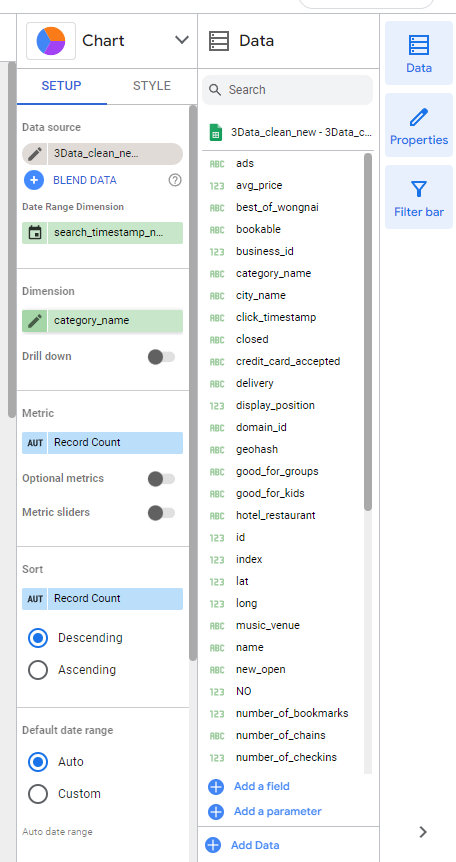 Chart
SETUP
STYLE
Data source
3Data_clean_ne...
BLEND DATA
Date Range Dimension
search_timestamp_n...
Dimension
category_name
Drill down
Metric
AUT Record Count
Optional metrics
Metric sliders
Sort
AUT Record Count
Descending
Ascending
Default date range
Auto
Custom
Auto date range
Data
Search
3Data_clean_new - 3Data_c...
ABC ads
ABC avg_price
ABC best_of_wongnai
ABC bookable
123 business_id
ABC category_name
ABC city_name
ABC click_timestamp
ABC closed
ABC credit_card_accepted
ABC delivery
123 display_position
ABC domain_id
ABC geohash
ABC good_for_groups
ABC good_for_kids
ABC hotel_restaurant
123 id
123 index
123 lat
123 long
ABC music_venue
ABC name
ABC new_open
123 NO
123 number_of_bookmarks
ABC number_of_chains
123 number_of_checkins
Add a field
Add a parameter
Add Data
Data
Properties
Filter bar